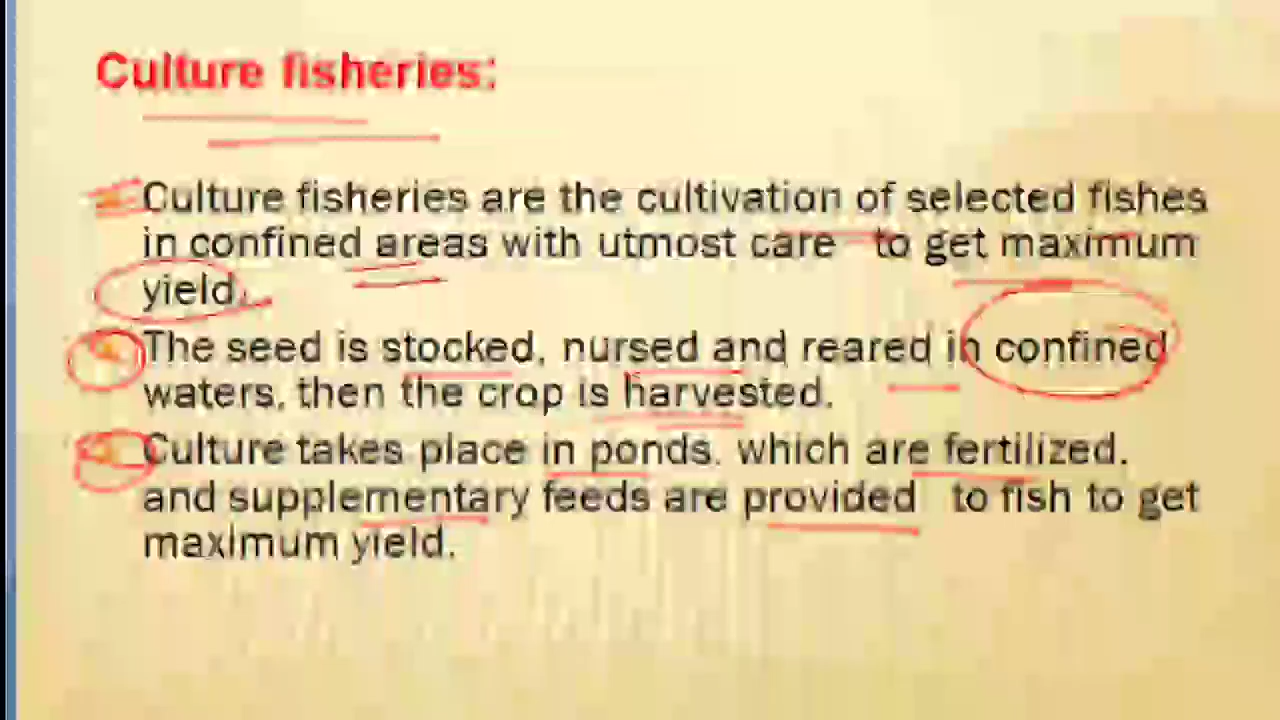 Culture fisheries:
Culture fisheries are the cultivation of selected fishes
in confined areas with utmost care to get maximum
yield.
The seed is stocked, nursed and reared in confined
waters, then the crop is harvested.
Culture takes place in ponds, which are fertilized,
and supplementary feeds are provided to fish to get
maximum yield.